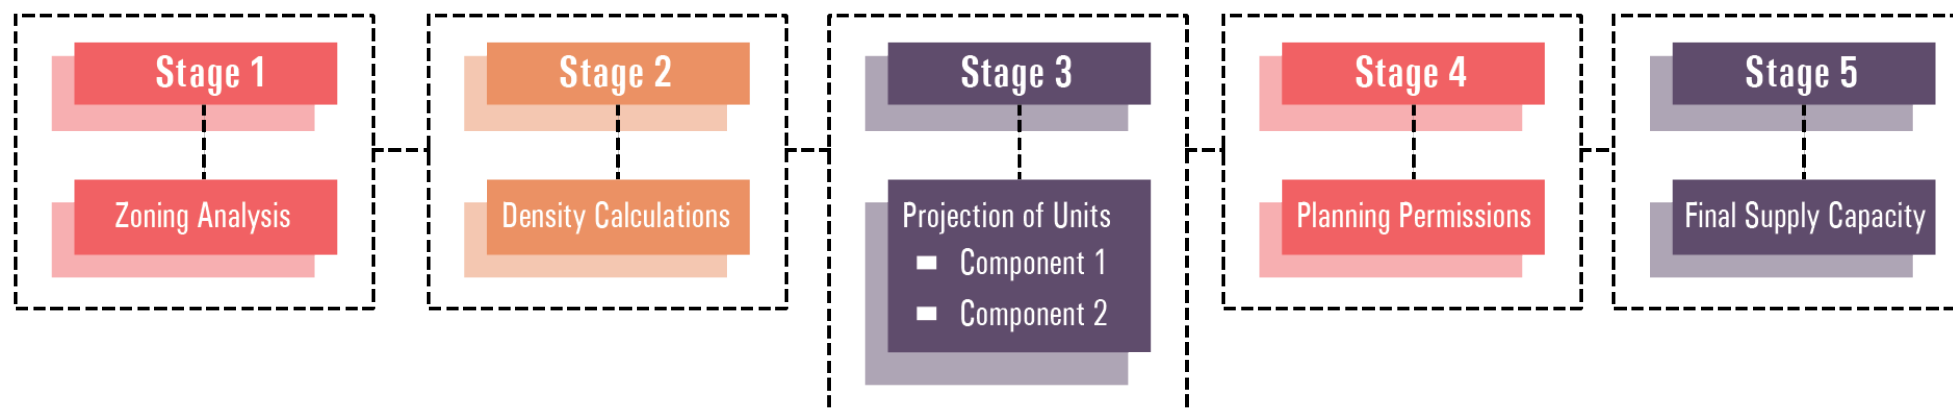 Stage 1
Zoning Analysis
Stage 2
Density Calculations
Stage 3
Projection of Units
Component 1
Component 2
Stage 4
Planning Permissions
Stage 5
Final Supply Capacity